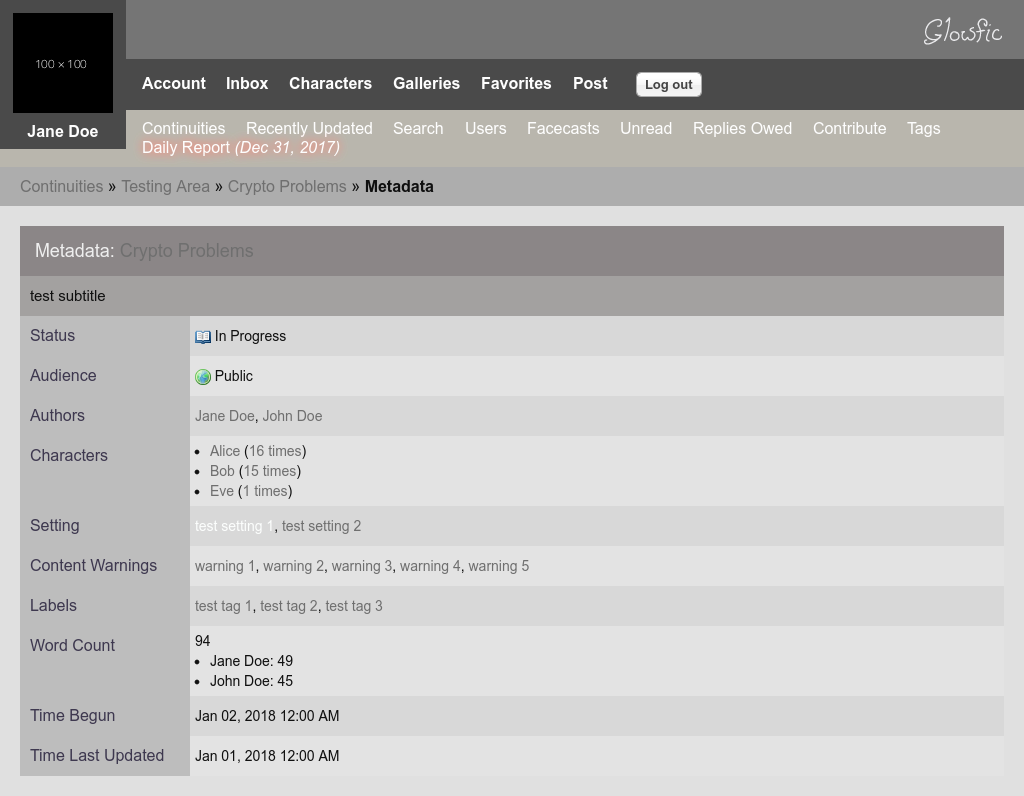 100 × 100
Glowfic
Account Inbox Characters Galleries Favorites Post Log out
Jane Doe
Continuities Recently Updated Search Users Facecasts Unread Replies Owed Contribute Tags
Daily Report (Dec 31, 2017)
Continuities » Testing Area » Crypto Problems » Metadata
Metadata: Crypto Problems
test subtitle
Status In Progress
Audience Public
Authors Jane Doe, John Doe
Characters
• Alice (16 times)
• Bob (15 times)
• Eve (1 times)
Setting test setting 1, test setting 2
Content Warnings warning 1, warning 2, warning 3, warning 4, warning 5
Labels test tag 1, test tag 2, test tag 3
Word Count 94
• Jane Doe: 49
• John Doe: 45
Time Begun Jan 02, 2018 12:00 AM
Time Last Updated Jan 01, 2018 12:00 AM